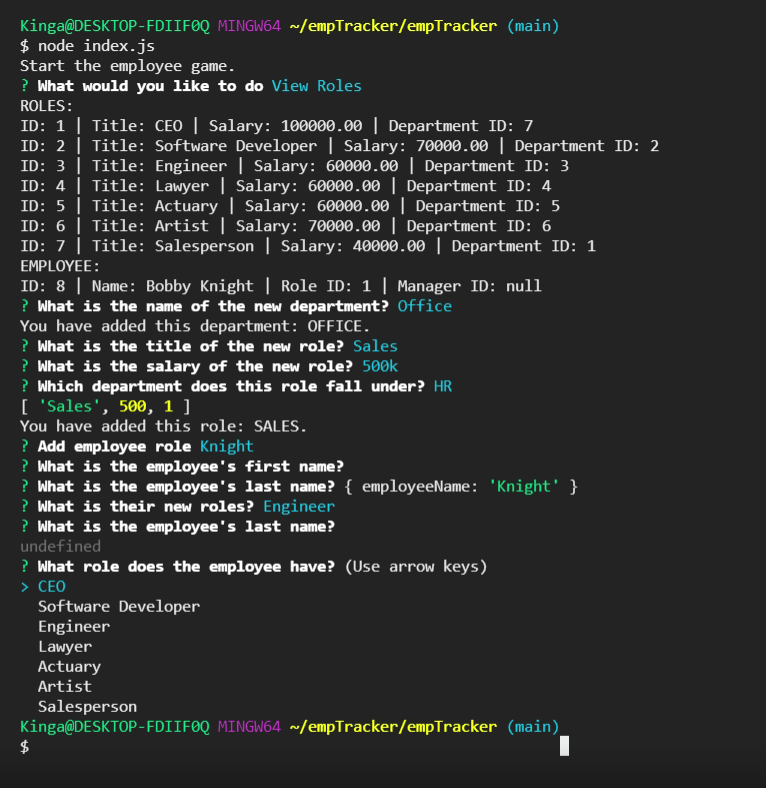 Kinga@DESKTOP-FDIIF0Q MINGW64 ~/empTracker/empTracker (main)
$ node index.js
Start the employee game.
? What would you like to do View Roles
ROLES:
ID: 1 | Title: CEO | Salary: 100000.00 | Department ID: 7
ID: 2 | Title: Software Developer | Salary: 70000.00 | Department ID: 2
ID: 3 | Title: Engineer | Salary: 60000.00 | Department ID: 3
ID: 4 | Title: Lawyer | Salary: 60000.00 | Department ID: 4
ID: 5 | Title: Actuary | Salary: 60000.00 | Department ID: 5
ID: 6 | Title: Artist | Salary: 70000.00 | Department ID: 6
ID: 7 | Title: Salesperson | Salary: 40000.00 | Department ID: 1
EMPLOYEE:
ID: 8 | Name: Bobby Knight | Role ID: 1 | Manager ID: null
? What is the name of the new department? Office
You have added this department: OFFICE.
? What is the title of the new role? Sales
? What is the salary of the new role? 500k
? Which department does this role fall under? HR
[ 'Sales', 500, 1 ]
You have added this role: SALES.
? Add employee role Knight
? What is the employee's first name?
? What is the employee's last name? { employeeName: 'Knight' }
? What is their new roles? Engineer
? What is the employee's last name?
undefined
? What role does the employee have? (Use arrow keys)
> CEO
Software Developer
Engineer
Lawyer
Actuary
Artist
Salesperson
Kinga@DESKTOP-FDIIF0Q MINGW64 ~/empTracker/empTracker (main)
$